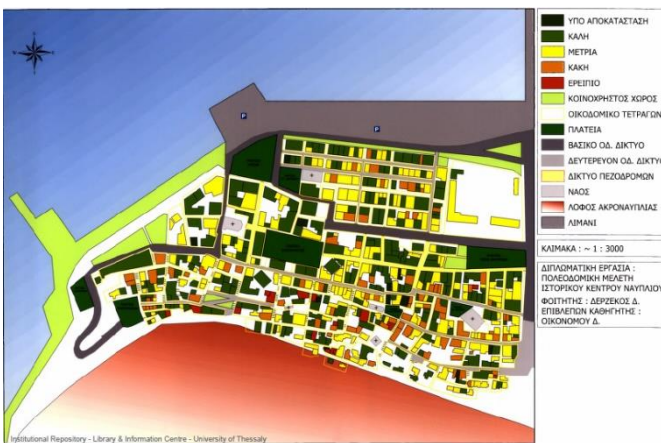 P
P
ΥΠΟ ΑΠΟΚΑΤΑΣΤΑΣΗ
ΚΑΛΗ
ΜΕΤΡΙΑ
ΚΑΚΗ
ΕΡΕΙΠΙΟ
ΚΟΙΝΟΧΡΗΣΤΟΣ ΧΩΡΟΣ
ΟΙΚΟΔΟΜΙΚΟ ΤΕΤΡΑΓΩΝ
ΠΛΑΤΕΙΑ
ΒΑΣΙΚΟ ΟΔ. ΔΙΚΤΥΟ
ΔΕΥΤΕΡΕΥΟΝ ΟΔ. ΔΙΚΤΥ
ΔΙΚΤΥΟ ΠΕΖΟΔΡΟΜΩΝ
ΝΑΟΣ
ΛΟΦΟΣ ΑΚΡΟΝΑΥΠΛΙΑΣ
ΛΙΜΑΝΙ
ΚΛΙΜΑΚΑ : ~ 1 : 3000
ΔΙΠΛΩΜΑΤΙΚΗ ΕΡΓΑΣΙΑ :
ΠΟΛΕΟΔΟΜΙΚΗ ΜΕΛΕΤΗ
ΙΣΤΟΡΙΚΟΥ ΚΕΝΤΡΟΥ ΝΑΥΠΛΙΟΥ
ΦΟΙΤΗΤΗΣ : ΔΕΡΖΕΚΟΣ Δ.
ΕΠΙΒΛΕΠΩΝ ΚΑΘΗΓΗΤΗΣ :
ΟΙΚΟΝΟΜΟΥ Δ.
Institutional Repository - Library & Information Centre - University of Thessaly